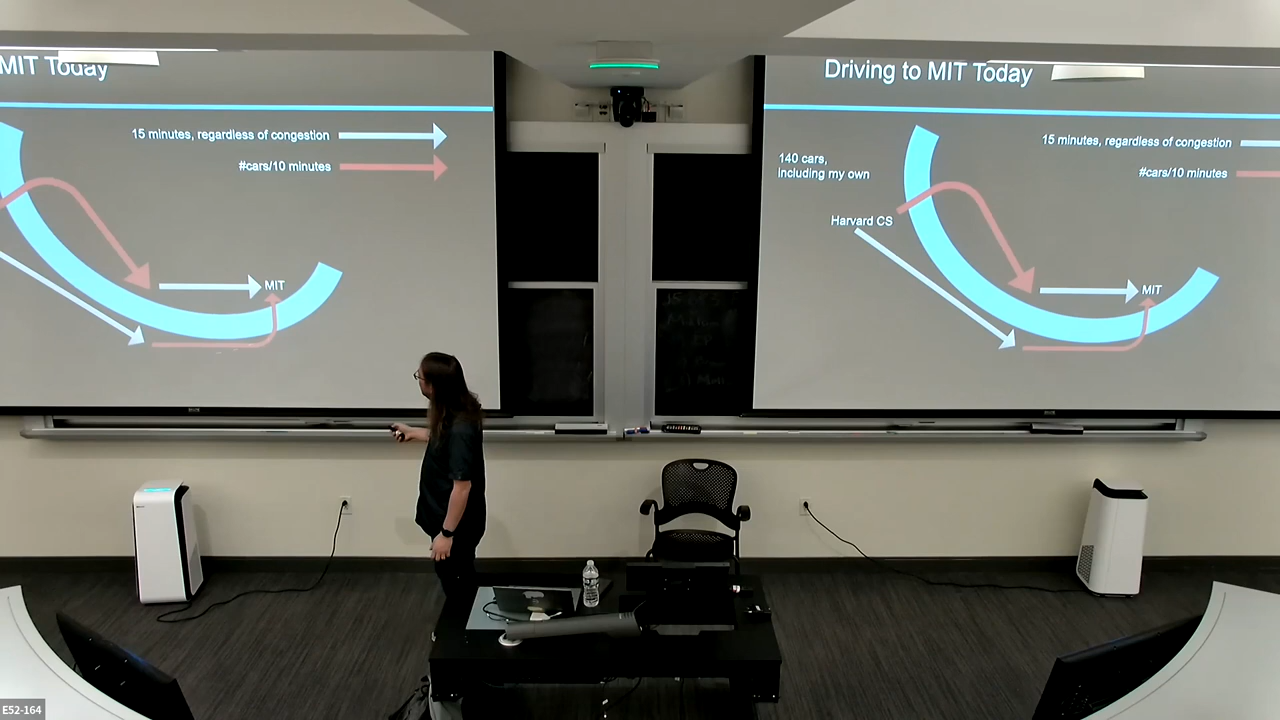 MIT Today
15 minutes, regardless of congestion
#cars/10 minutes
MIT
Driving to MIT Today
15 minutes, regardless of congestion
140 cars,
including my own
#cars/10 minutes
Harvard CS
MIT
E52-164